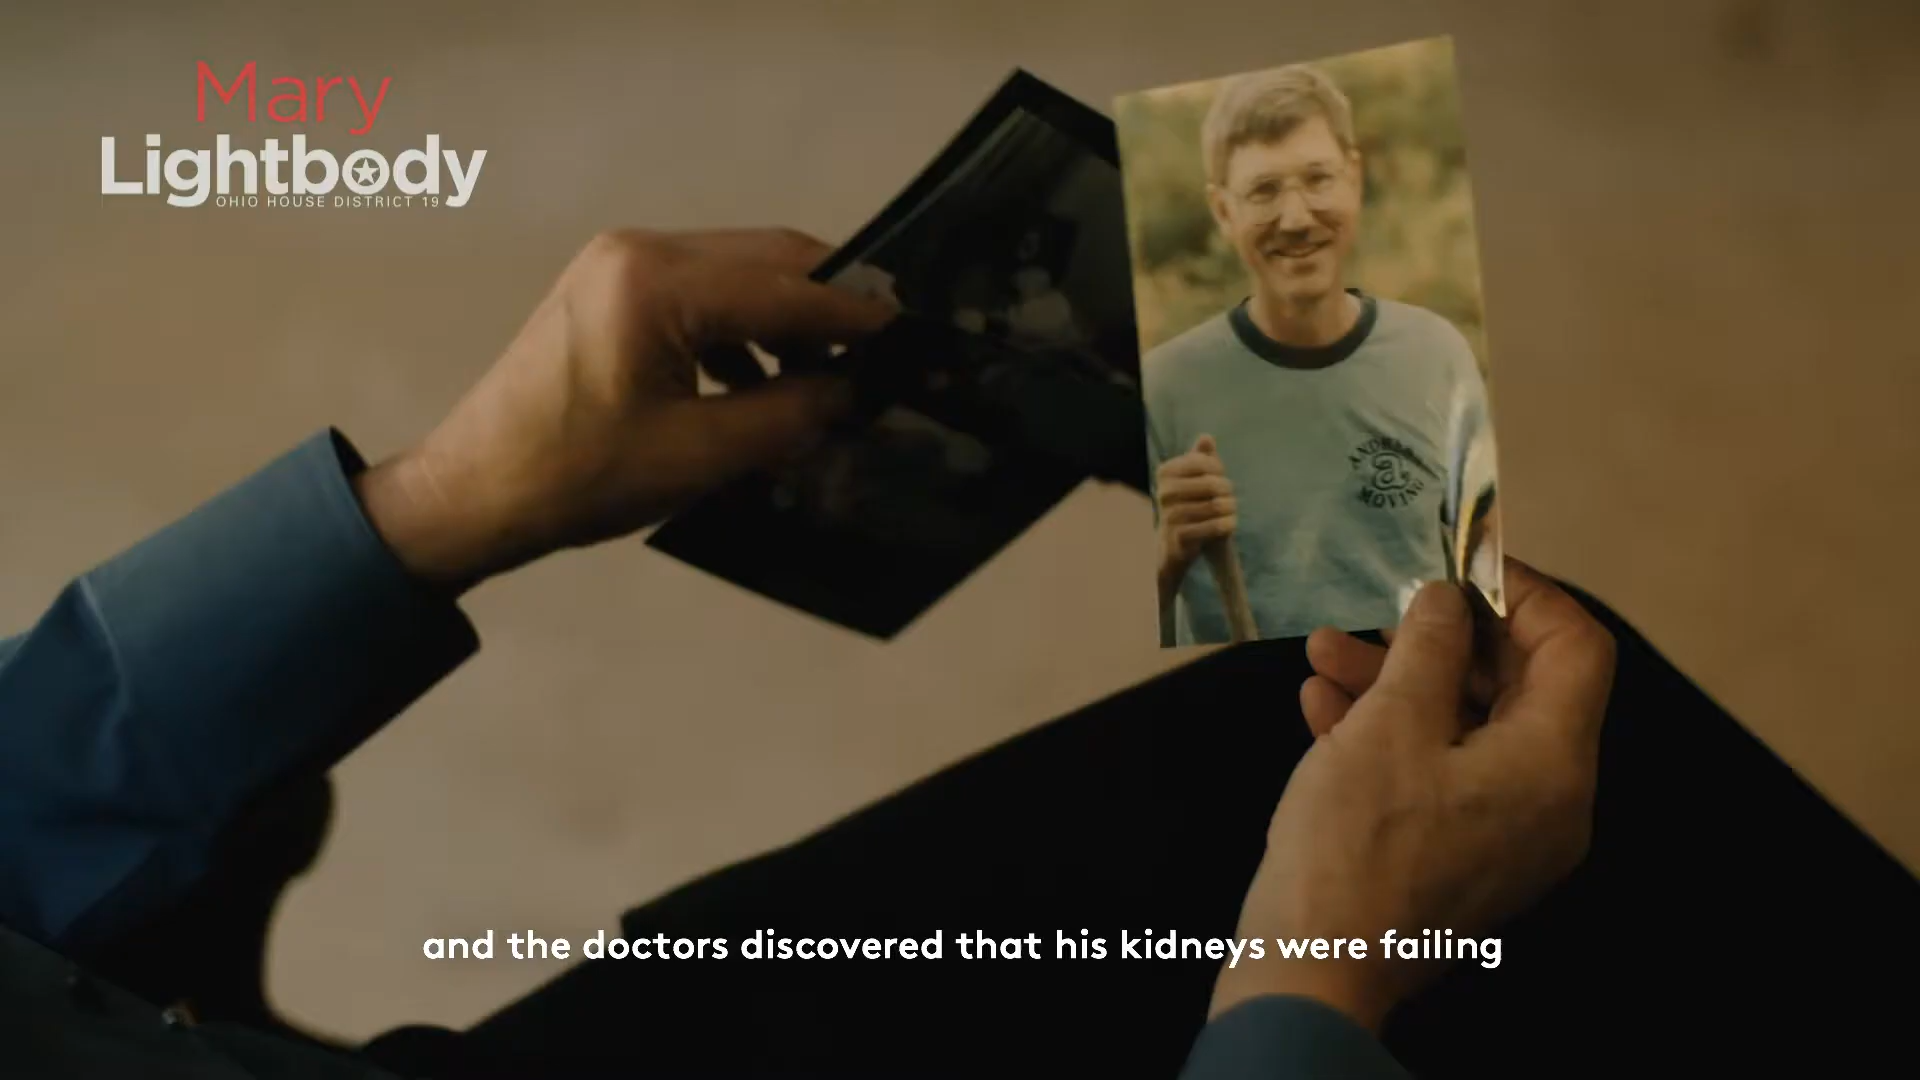 Mary
Lightbody
OHIO HOUSE DISTRICT 19
a
MOVING
and the doctors discovered that his kidneys were failing